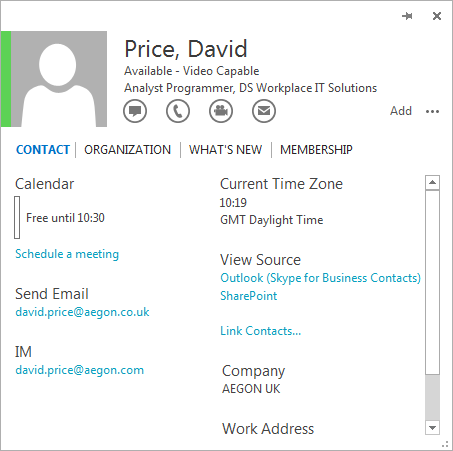 Price, David
Available - Video Capable
Analyst Programmer, DS Workplace IT Solutions
Add
CONTACT
ORGANIZATION
WHAT'S NEW
MEMBERSHIP
Calendar
Free until 10:30
Schedule a meeting
Send Email
david.price@aegon.co.uk
IM
david.price@aegon.com
Current Time Zone
10:19
GMT Daylight Time
View Source
Outlook (Skype for Business Contacts)
SharePoint
Link Contacts...
Company
AEGON UK
Work Address